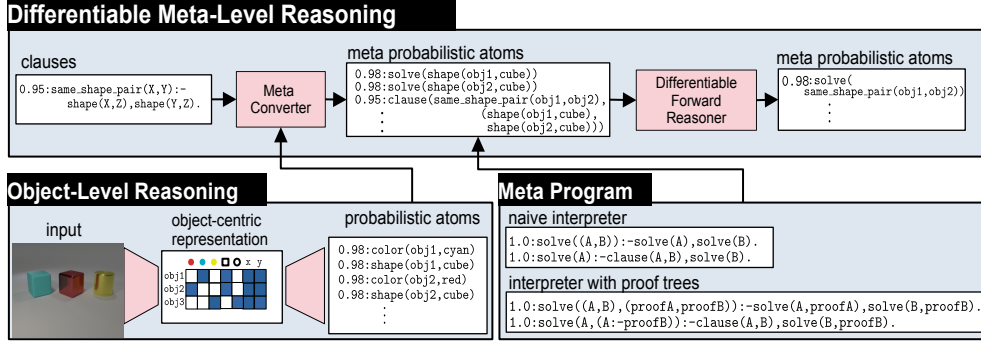 Differentiable Meta-Level Reasoning
clauses
0.95:same_shape_pair(X,Y):-
shape(X,Z),shape(Y,Z).
Meta
Converter
meta probabilistic atoms
0.98:solve(shape(obj1,cube))
0.98:solve(shape(obj2,cube))
0.95:clause(same_shape_pair(obj1,obj2),
(shape(obj1,cube),
shape(obj2,cube)))
Differentiable
Forward
Reasoner
meta probabilistic atoms
0.98:solve(
same_shape_pair(obj1,obj2))
Object-Level Reasoning
input
object-centric
representation
x y
obj1
obj2
obj3
probabilistic atoms
0.98:color(obj1,cyan)
0.98:shape(obj1,cube)
0.98:color(obj2,red)
0.98:shape(obj2,cube)
Meta Program
naive interpreter
1.0:solve((A,B)):-solve(A),solve(B).
1.0:solve(A):-clause(A,B),solve(B).
interpreter with proof trees
1.0:solve((A,B),(proofA,proofB)):-solve(A,proofA),solve(B,proofB).
1.0:solve(A,(A:-proofB)):-clause(A,B),solve(B,proofB).